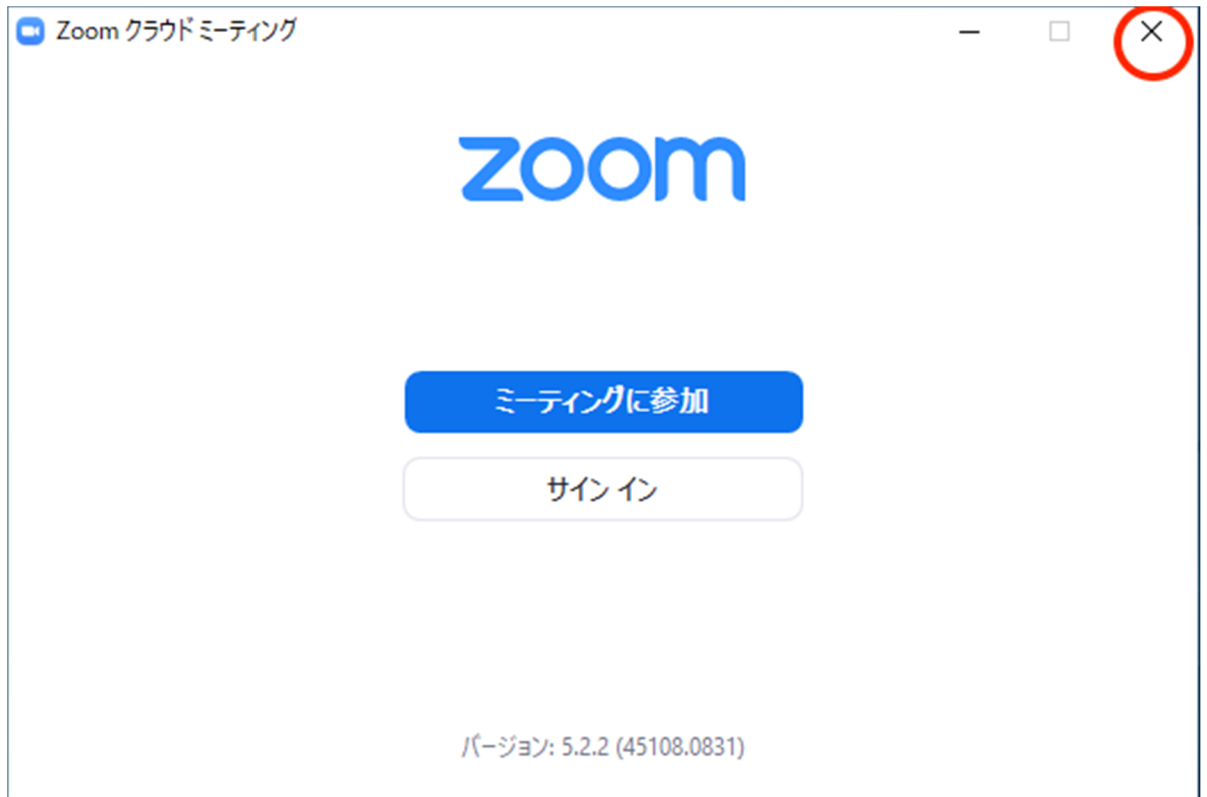 Zoom クラウド ミーティング
zoom
ミーティングに参加
サイン イン
バージョン: 5.2.2 (45108.0831)